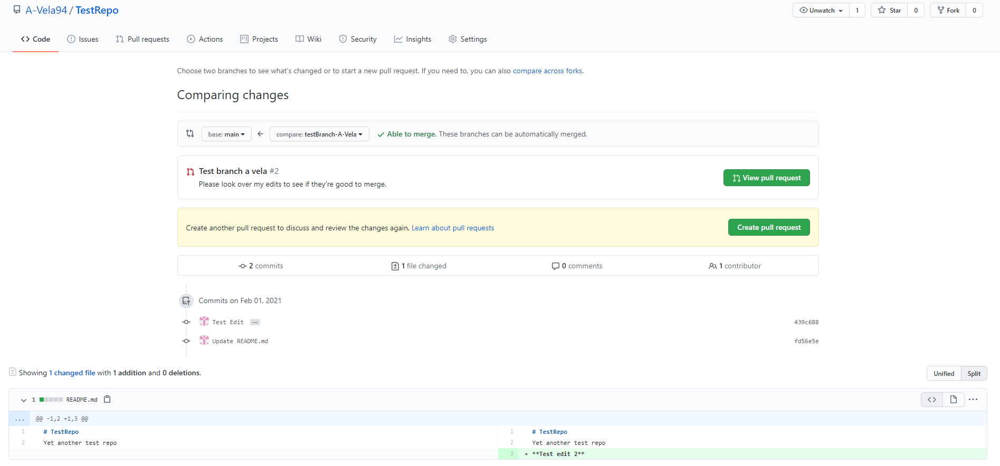 A-Vela94 / TestRepo
Unwatch 1 Star 0 Fork 0
Code Issues Pull requests Actions Projects Wiki Security Insights Settings
Choose two branches to see what's changed or to start a new pull request. If you need to, you can also compare across forks.
Comparing changes
base: main compare: testBranch-A-Vela Able to merge. These branches can be automatically merged.
Test branch a vela #2
Please look over my edits to see if they're good to merge.
View pull request
Create another pull request to discuss and review the changes again. Learn about pull requests
Create pull request
2 commits 1 file changed 0 comments 1 contributor
Commits on Feb 01, 2021
Test Edit … 439c688
Update README.md fd56e5e
Showing 1 changed file with 1 addition and 0 deletions.
Unified Split
1 README.md
... @@ -1,2 +1,3 @@
1 # TestRepo 1 # TestRepo
2 Yet another test repo 2 Yet another test repo
3 + **Test edit 2**